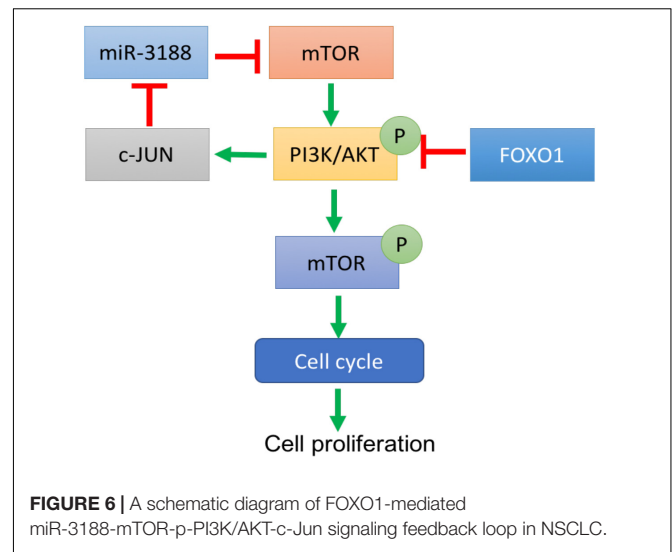 miR-3188
mTOR
P
c-JUN
PI3K/AKT
FOXO1
P
mTOR
Cell cycle
Cell proliferation
FIGURE 6 | A schematic diagram of FOXO1-mediated
miR-3188-mTOR-p-PI3K/AKT-c-Jun signaling feedback loop in NSCLC.